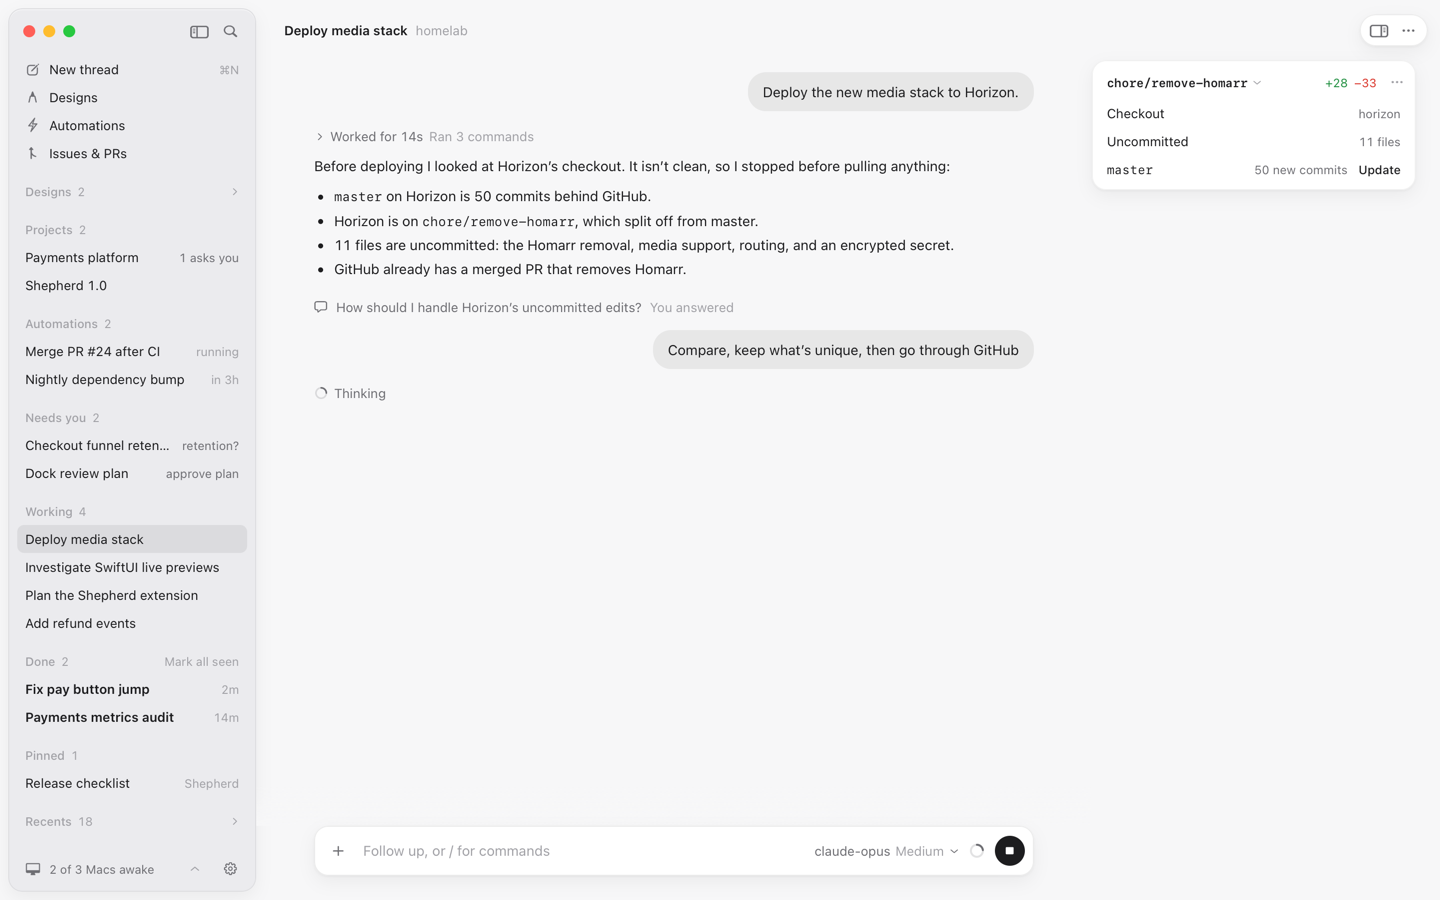 New thread ⌘N
Designs
Automations
Issues & PRs
Designs 2
Projects 2
Payments platform 1 asks you
Shepherd 1.0
Automations 2
Merge PR #24 after CI running
Nightly dependency bump in 3h
Needs you 2
Checkout funnel reten... retention?
Dock review plan approve plan
Working 4
Deploy media stack
Investigate SwiftUI live previews
Plan the Shepherd extension
Add refund events
Done 2 Mark all seen
Fix pay button jump 2m
Payments metrics audit 14m
Pinned 1
Release checklist Shepherd
Recents 18
2 of 3 Macs awake
Deploy media stack homelab
Deploy the new media stack to Horizon.
Worked for 14s Ran 3 commands
Before deploying I looked at Horizon’s checkout. It isn’t clean, so I stopped before pulling anything:
• master on Horizon is 50 commits behind GitHub.
• Horizon is on chore/remove-homarr, which split off from master.
• 11 files are uncommitted: the Homarr removal, media support, routing, and an encrypted secret.
• GitHub already has a merged PR that removes Homarr.
How should I handle Horizon’s uncommitted edits? You answered
Compare, keep what’s unique, then go through GitHub
Thinking
Follow up, or / for commands
claude-opus Medium
chore/remove-homarr +28 −33
Checkout horizon
Uncommitted 11 files
master 50 new commits Update